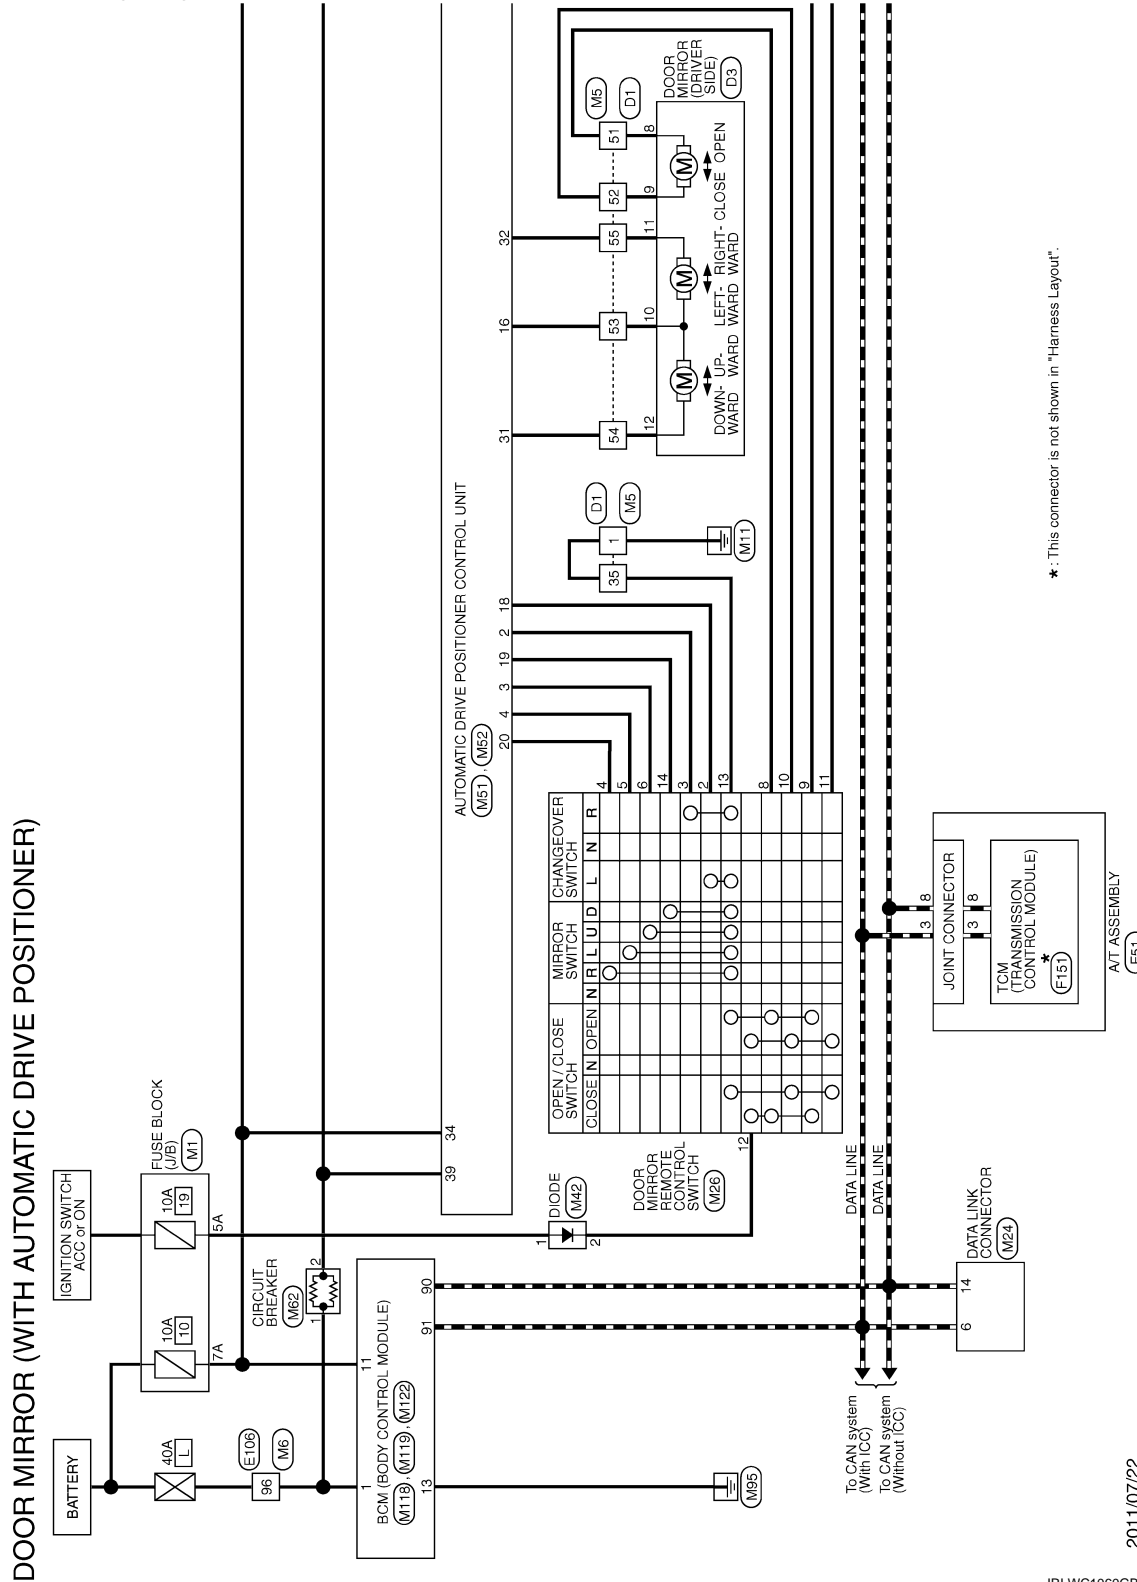 DOOR MIRROR (WITH AUTOMATIC DRIVE POSITIONER)
BATTERY
IGNITION SWITCH
ACC or ON
40A
L
10A
10
10A
19
FUSE BLOCK
(J/B)
M1
7A
5A
E106
M6
96
CIRCUIT
BREAKER
M62
1
2
1
11
BCM (BODY CONTROL MODULE)
M118 , M119 , M122
13
91
90
M95
39
34
AUTOMATIC DRIVE POSITIONER CONTROL UNIT
M51 , M52
20
4
3
19
2
18
31
16
32
1
DIODE
M42
2
DOOR
MIRROR
REMOTE
CONTROL
SWITCH
M26
12
OPEN / CLOSE
SWITCH
MIRROR
SWITCH
CHANGEOVER
SWITCH
CLOSE N OPEN N R L U D L N R
4
5
6
14
3
2
13
8
10
9
11
35
1
D1
M5
M11
54
53
55
52
51
M5
D1
12
10
11
9
8
M
M
M
DOWN-
WARD
UP-
WARD
LEFT-
WARD
RIGHT-
WARD
CLOSE
OPEN
DOOR
MIRROR
(DRIVER
SIDE)
D3
DATA LINE
DATA LINE
To CAN system
(With ICC)
To CAN system
(Without ICC)
6
14
DATA LINK
CONNECTOR
M24
3
8
JOINT CONNECTOR
3
8
TCM
(TRANSMISSION
CONTROL MODULE)
*
F151
A/T ASSEMBLY
F51
* : This connector is not shown in "Harness Layout".
2011/07/22